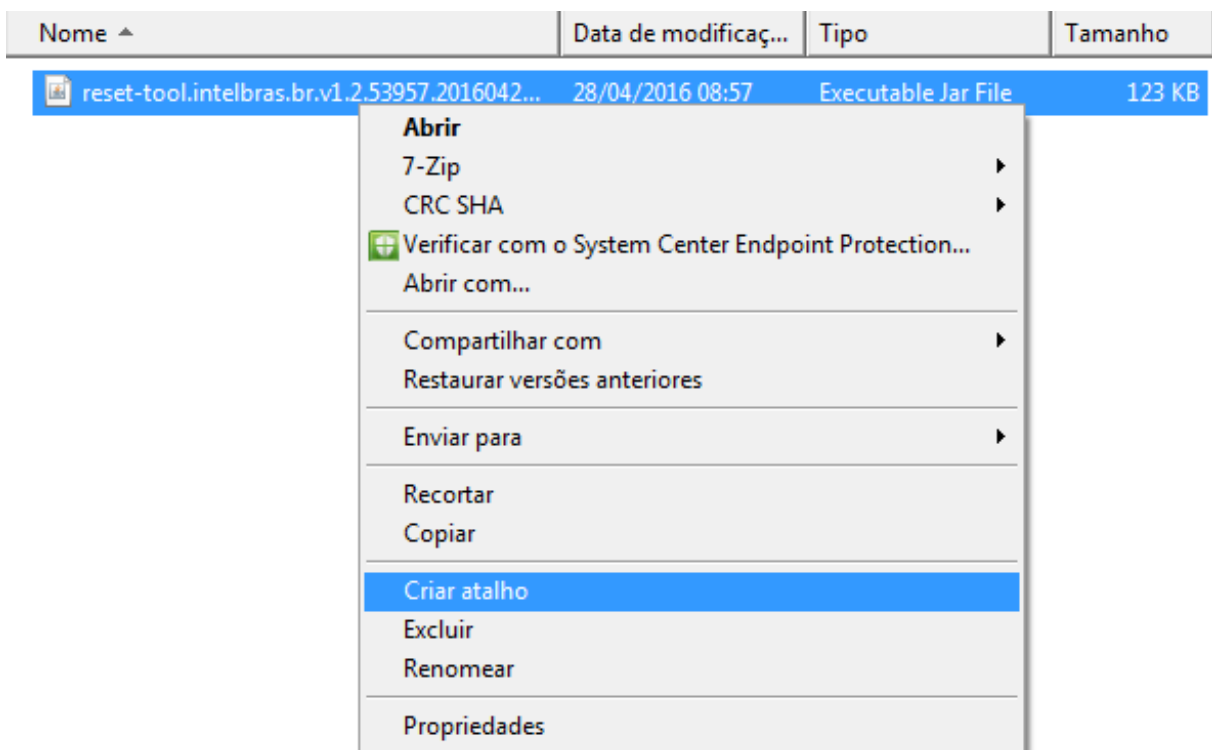 Nome Data de modificaç... Tipo Tamanho
reset-tool.intelbras.br.v1.2.53957.2016042... 28/04/2016 08:57 Executable Jar File 123 KB
Abrir
7-Zip
CRC SHA
Verificar com o System Center Endpoint Protection...
Abrir com...
Compartilhar com
Restaurar versões anteriores
Enviar para
Recortar
Copiar
Criar atalho
Excluir
Renomear
Propriedades